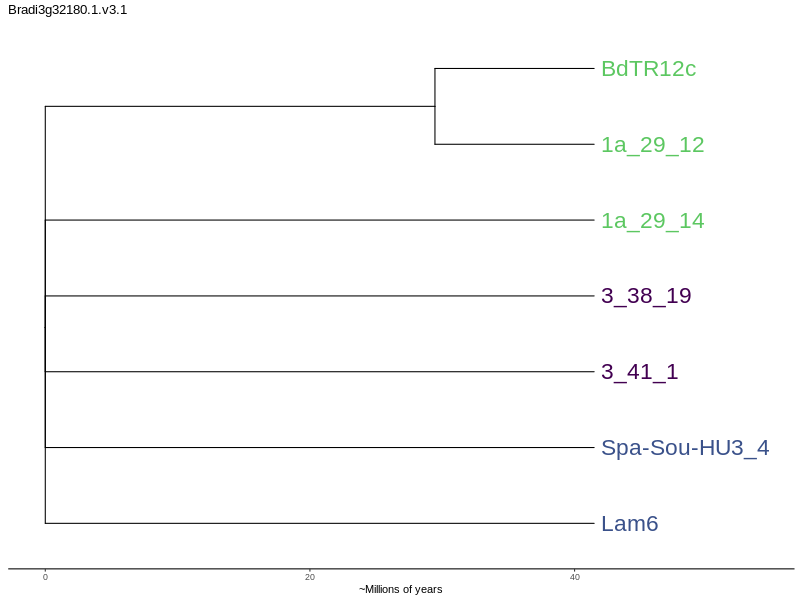 Bradi3g32180.1.v3.1
BdTR12c
1a_29_12
1a_29_14
3_38_19
3_41_1
Spa-Sou-HU3_4
Lam6
0 20 40
~Millions of years